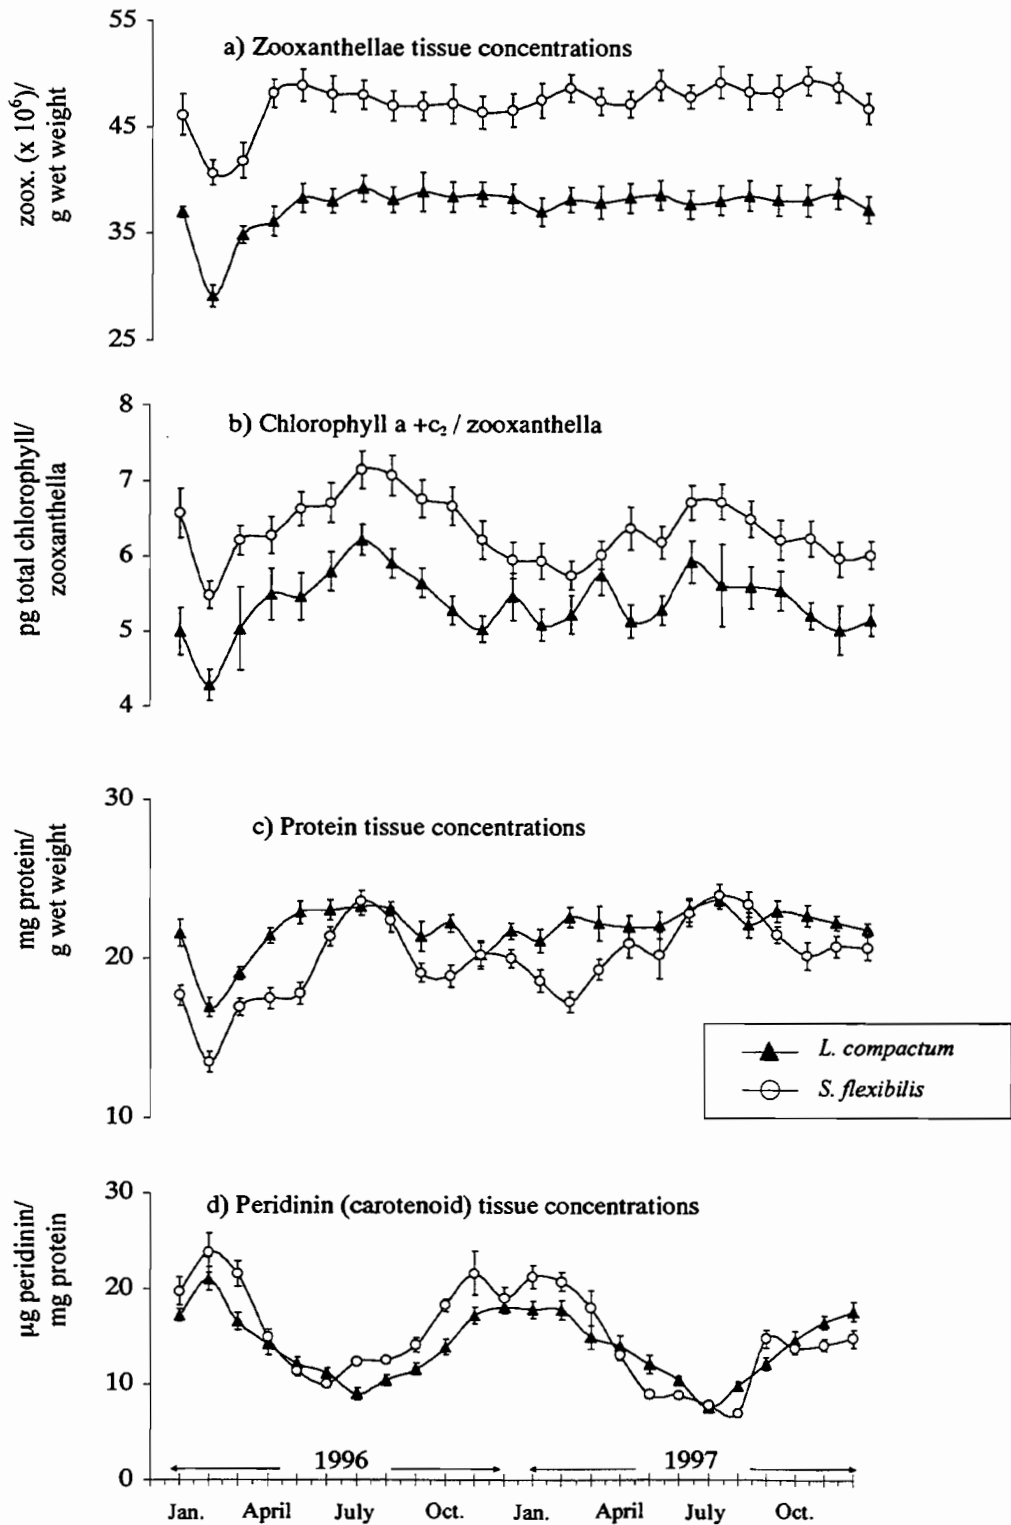 55
a) Zooxanthellae tissue concentrations
45
35
25
zoox. (x 10⁶)/
g wet weight
8
b) Chlorophyll a +c₂ / zooxanthella
7
6
5
4
pg total chlorophyll/
zooxanthella
30
c) Protein tissue concentrations
20
10
mg protein/
g wet weight
L. compactum
S. flexibilis
30
d) Peridinin (carotenoid) tissue concentrations
20
10
0
µg peridinin/
mg protein
1996 1997
Jan. April July Oct. Jan. April July Oct.